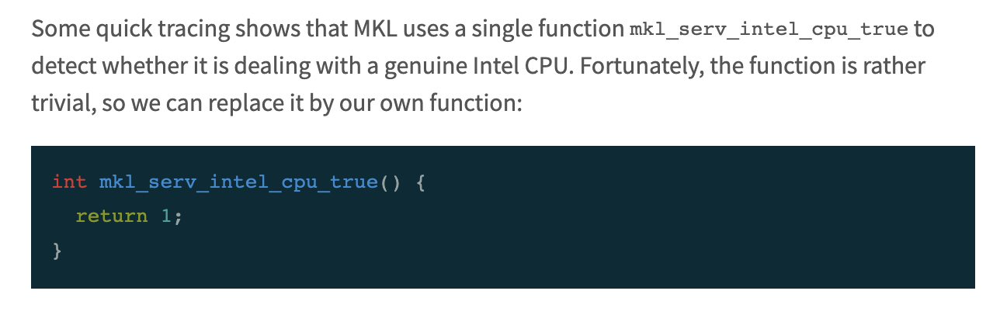 Some quick tracing shows that MKL uses a single function mkl_serv_intel_cpu_true to
detect whether it is dealing with a genuine Intel CPU. Fortunately, the function is rather
trivial, so we can replace it by our own function:
int mkl_serv_intel_cpu_true() {
  return 1;
}